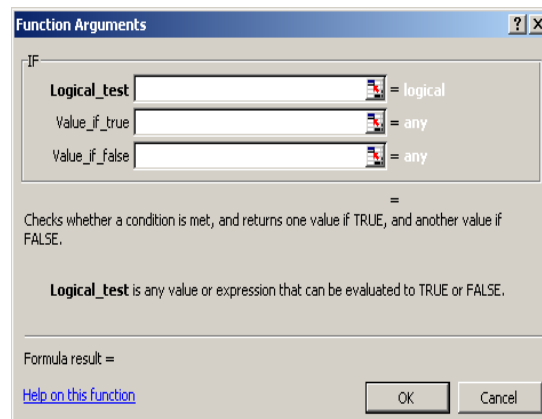 Function Arguments
IF
Logical_test = logical
Value_if_true = any
Value_if_false = any
=
Checks whether a condition is met, and returns one value if TRUE, and another value if
FALSE.
Logical_test is any value or expression that can be evaluated to TRUE or FALSE.
Formula result =
Help on this function
OK Cancel